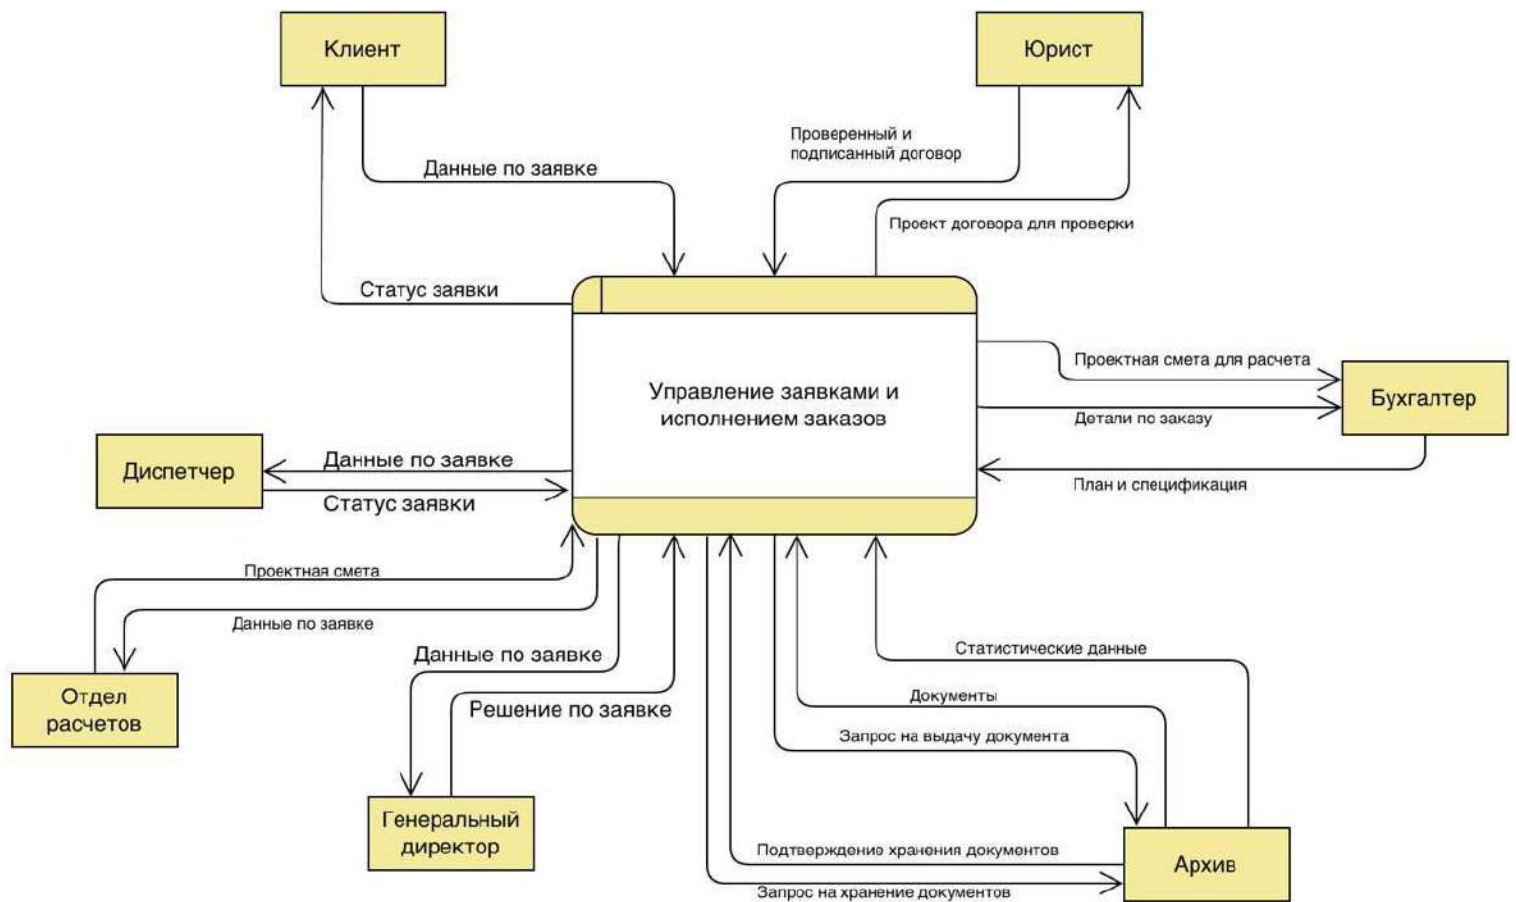 Клиент
Юрист
Проверенный и
подписанный договор
Данные по заявке
Проект договора для проверки
Статус заявки
Проектная смета для расчета
Управление заявками и
исполнением заказов
Бухгалтер
Детали по заказу
Диспетчер
Данные по заявке
План и спецификация
Статус заявки
Проектная смета
Данные по заявке
Данные по заявке
Статистические данные
Отдел
расчетов
Документы
Решение по заявке
Запрос на выдачу документа
Генеральный
директор
Подтверждение хранения документов
Архив
Запрос на хранение документов